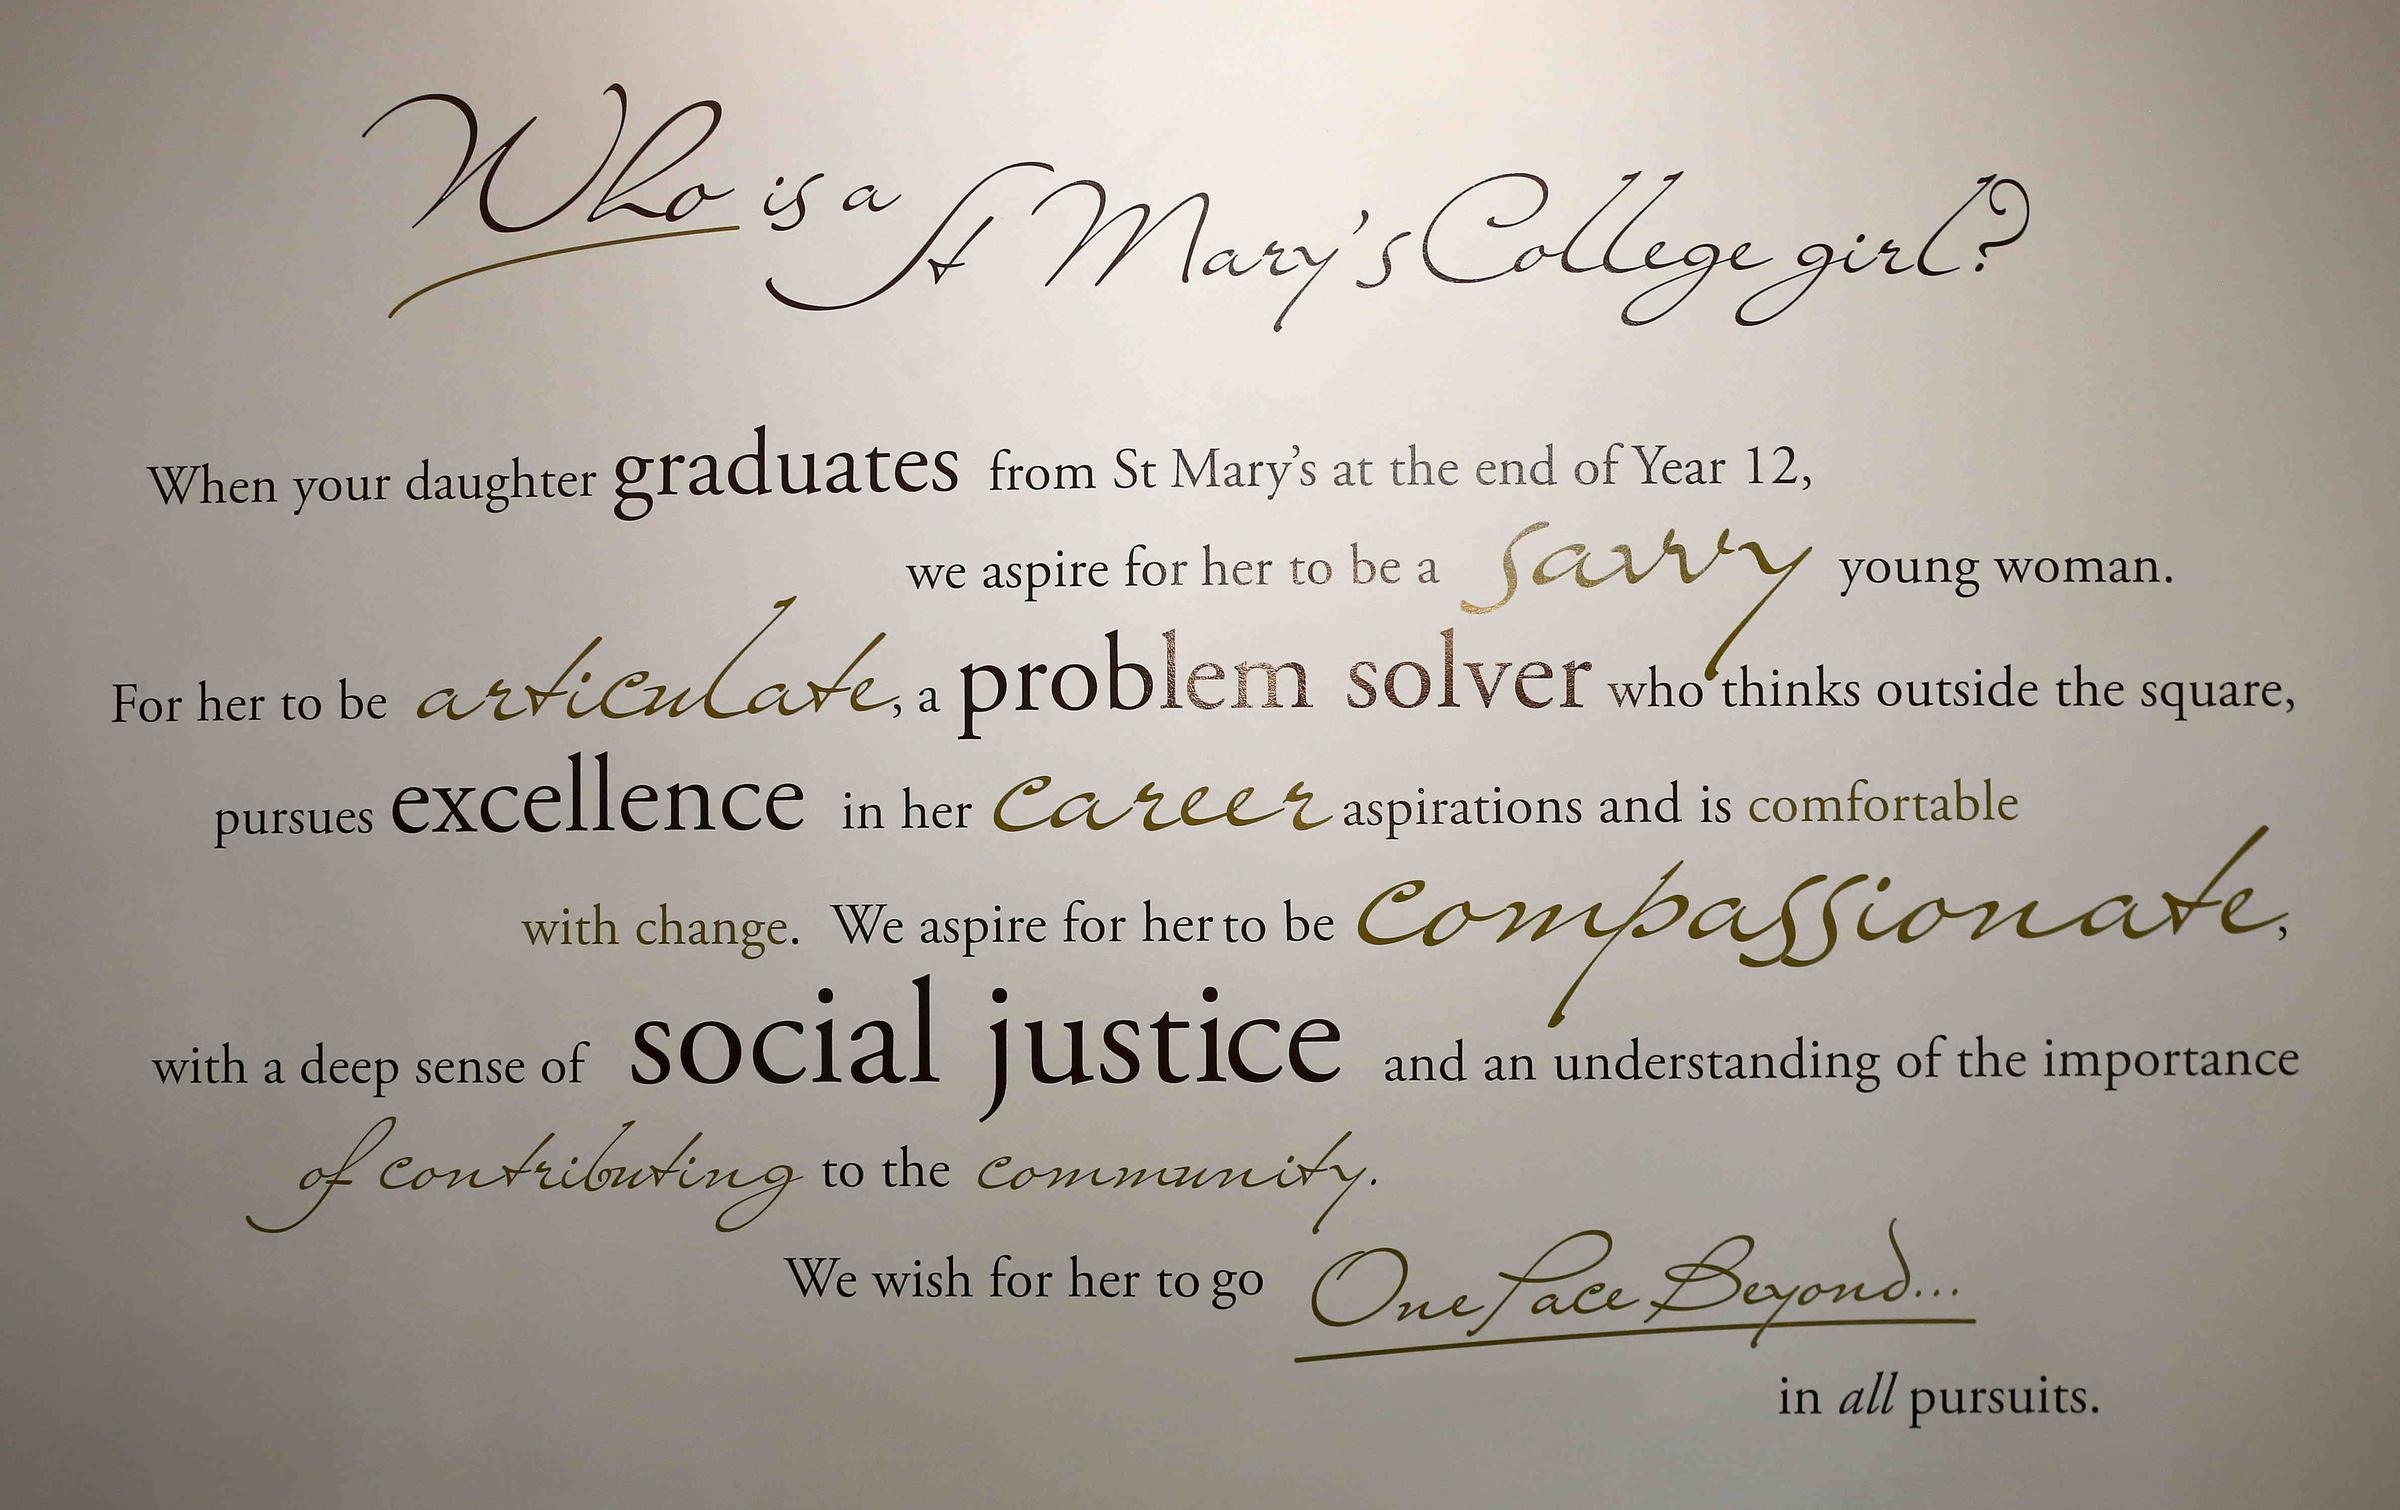 Who is a St Mary's College girl?
When your daughter graduates from St Mary's at the end of Year 12,
we aspire for her to be a savvy young woman.
For her to be articulate, a problem solver who thinks outside the square,
pursues excellence in her career aspirations and is comfortable
with change. We aspire for her to be compassionate,
with a deep sense of social justice and an understanding of the importance
of contributing to the community.
We wish for her to go One Pace Beyond...
in all pursuits.